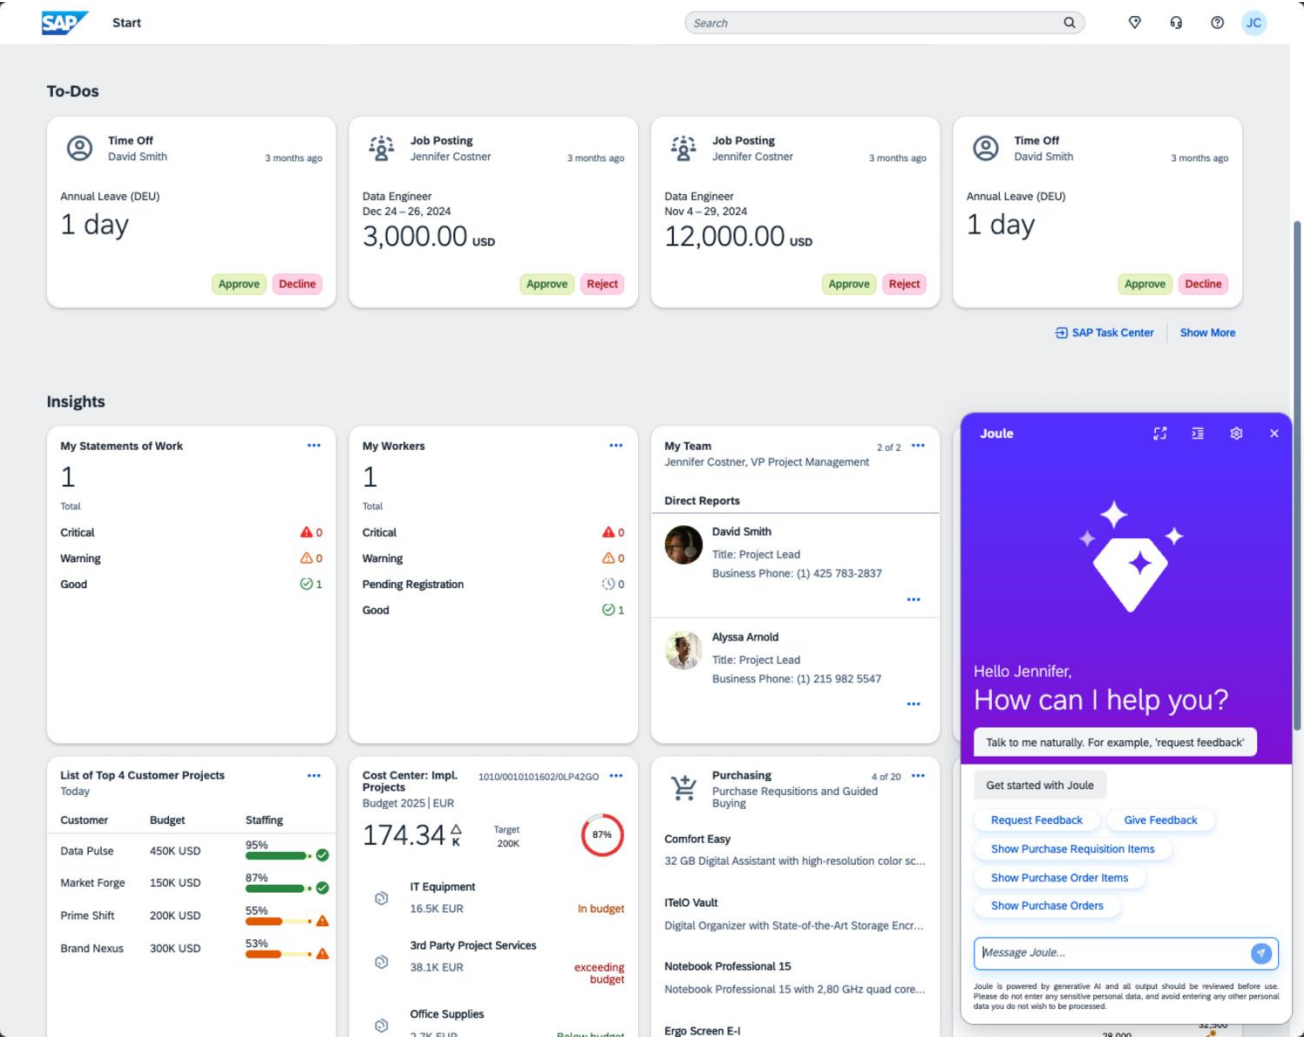 SAP
Start
Search
JC
To-Dos
Time Off
David Smith
3 months ago
Annual Leave (DEU)
1 day
Approve
Decline
Job Posting
Jennifer Costner
3 months ago
Data Engineer
Dec 24 – 26, 2024
3,000.00 USD
Approve
Reject
Job Posting
Jennifer Costner
3 months ago
Data Engineer
Nov 4 – 29, 2024
12,000.00 USD
Approve
Reject
Time Off
David Smith
3 months ago
Annual Leave (DEU)
1 day
Approve
Decline
SAP Task Center
Show More
Insights
My Statements of Work
1
Total
Critical 0
Warning 0
Good 1
My Workers
1
Total
Critical 0
Warning 0
Pending Registration 0
Good 1
My Team 2 of 2
Jennifer Costner, VP Project Management
Direct Reports
David Smith
Title: Project Lead
Business Phone: (1) 425 783-2837
Alyssa Arnold
Title: Project Lead
Business Phone: (1) 215 982 5547
List of Top 4 Customer Projects
Today
Customer Budget Staffing
Data Pulse 450K USD 95%
Market Forge 150K USD 87%
Prime Shift 200K USD 55%
Brand Nexus 300K USD 53%
Cost Center: Impl. 1010/0010101602/0LP42GO
Projects
Budget 2025 | EUR
174.34 K
Target
200K
87%
IT Equipment
16.5K EUR In budget
3rd Party Project Services
38.1K EUR exceeding
budget
Office Supplies
2.7K EUR Below budget
Purchasing 4 of 20
Purchase Requsitions and Guided
Buying
Comfort Easy
32 GB Digital Assistant with high-resolution color sc...
ITelO Vault
Digital Organizer with State-of-the-Art Storage Encr...
Notebook Professional 15
Notebook Professional 15 with 2,80 GHz quad core...
Ergo Screen E-I
Joule
Hello Jennifer,
How can I help you?
Talk to me naturally. For example, 'request feedback'
Get started with Joule
Request Feedback
Give Feedback
Show Purchase Requisition Items
Show Purchase Order Items
Show Purchase Orders
Message Joule...
Joule is powered by generative AI and all output should be reviewed before use.
Please do not enter any sensitive personal data, and avoid entering any other personal
data you do not wish to be processed.
28,000
32,500